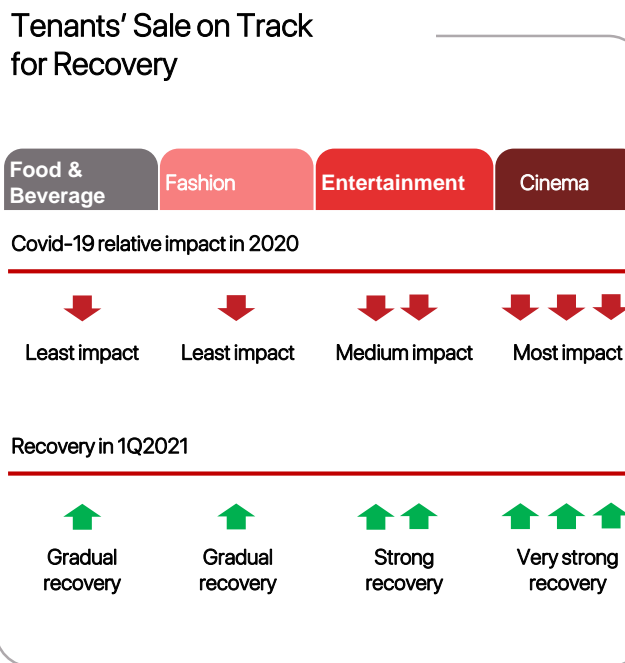 Tenants’ Sale on Track
for Recovery
Food &
Beverage
Fashion
Entertainment
Cinema
Covid-19 relative impact in 2020
Least impact
Least impact
Medium impact
Most impact
Recovery in 1Q2021
Gradual
recovery
Gradual
recovery
Strong
recovery
Very strong
recovery